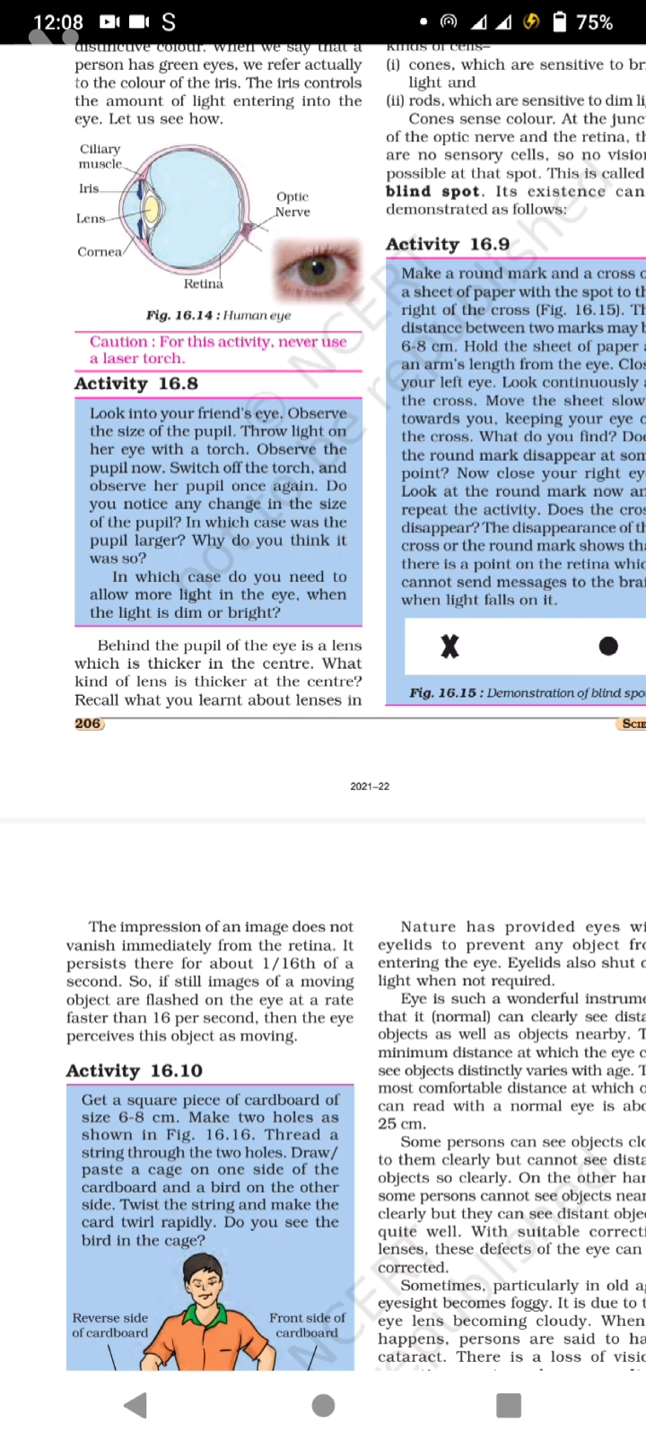 12:08 S 75%
distinctive colour. When we say that a
person has green eyes, we refer actually
to the colour of the iris. The iris controls
the amount of light entering into the
eye. Let us see how.
Ciliary
muscle
Iris
Lens
Cornea
Optic
Nerve
Retina
Fig. 16.14 : Human eye
Caution : For this activity, never use
a laser torch.
Activity 16.8
Look into your friend's eye. Observe
the size of the pupil. Throw light on
her eye with a torch. Observe the
pupil now. Switch off the torch, and
observe her pupil once again. Do
you notice any change in the size
of the pupil? In which case was the
pupil larger? Why do you think it
was so?
In which case do you need to
allow more light in the eye, when
the light is dim or bright?
Behind the pupil of the eye is a lens
which is thicker in the centre. What
kind of lens is thicker at the centre?
Recall what you learnt about lenses in
206
kinds of cells–
(i) cones, which are sensitive to br
light and
(ii) rods, which are sensitive to dim li
Cones sense colour. At the junc
of the optic nerve and the retina, th
are no sensory cells, so no vision
possible at that spot. This is called
blind spot. Its existence can
demonstrated as follows:
Activity 16.9
Make a round mark and a cross o
a sheet of paper with the spot to th
right of the cross (Fig. 16.15). Th
distance between two marks may b
6-8 cm. Hold the sheet of paper a
an arm's length from the eye. Clos
your left eye. Look continuously a
the cross. Move the sheet slow
towards you, keeping your eye o
the cross. What do you find? Doe
the round mark disappear at som
point? Now close your right ey
Look at the round mark now an
repeat the activity. Does the cros
disappear? The disappearance of th
cross or the round mark shows tha
there is a point on the retina whic
cannot send messages to the brai
when light falls on it.
X
Fig. 16.15 : Demonstration of blind spo
SCIE
© NCERT
not to be republished
2021–22
The impression of an image does not
vanish immediately from the retina. It
persists there for about 1/16th of a
second. So, if still images of a moving
object are flashed on the eye at a rate
faster than 16 per second, then the eye
perceives this object as moving.
Activity 16.10
Get a square piece of cardboard of
size 6-8 cm. Make two holes as
shown in Fig. 16.16. Thread a
string through the two holes. Draw/
paste a cage on one side of the
cardboard and a bird on the other
side. Twist the string and make the
card twirl rapidly. Do you see the
bird in the cage?
Reverse side
of cardboard
Front side of
cardboard
Nature has provided eyes wi
eyelids to prevent any object fro
entering the eye. Eyelids also shut o
light when not required.
Eye is such a wonderful instrume
that it (normal) can clearly see dista
objects as well as objects nearby. T
minimum distance at which the eye c
see objects distinctly varies with age. T
most comfortable distance at which o
can read with a normal eye is abo
25 cm.
Some persons can see objects clo
to them clearly but cannot see dista
objects so clearly. On the other han
some persons cannot see objects near
clearly but they can see distant obje
quite well. With suitable correcti
lenses, these defects of the eye can
corrected.
Sometimes, particularly in old ag
eyesight becomes foggy. It is due to t
eye lens becoming cloudy. When
happens, persons are said to ha
cataract. There is a loss of visio
NCERT
republished